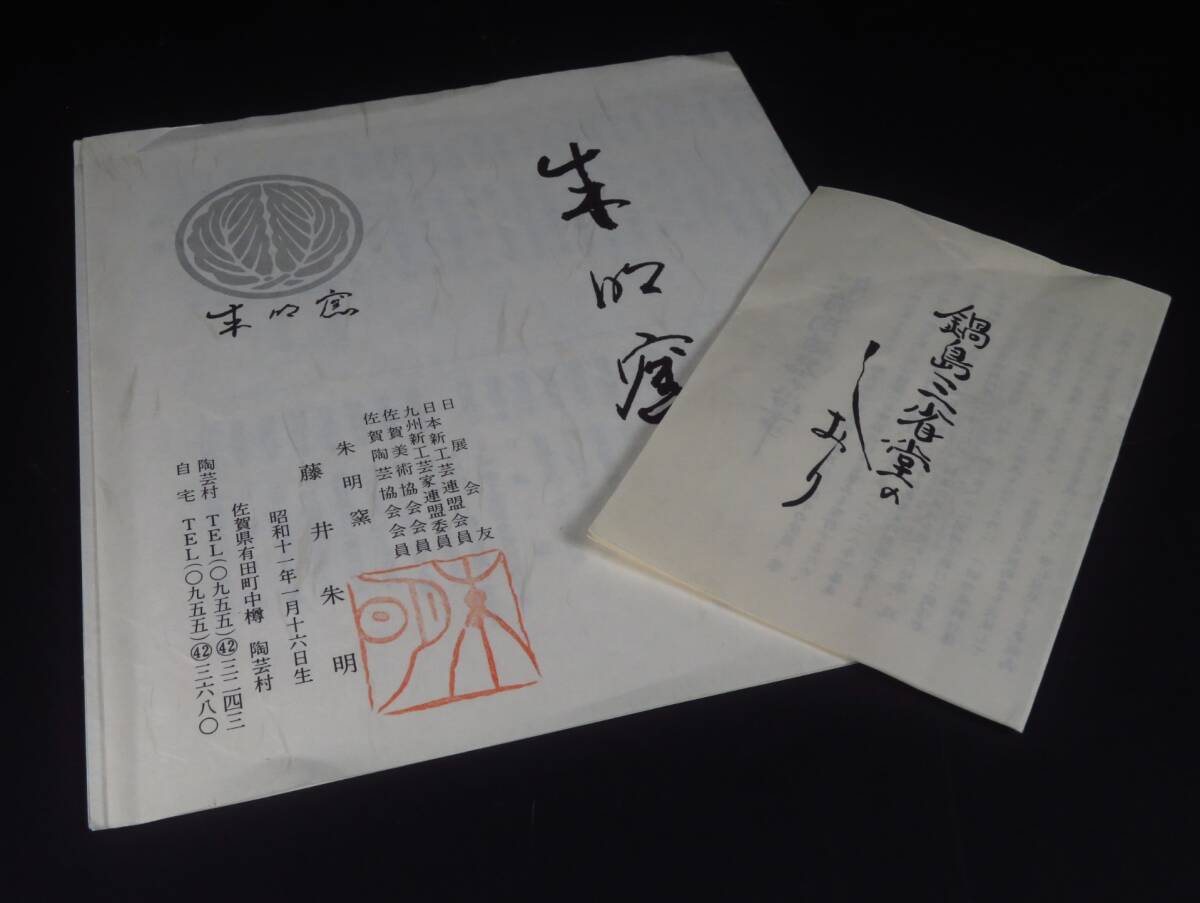 朱明窯
日展会友
日本新工芸連盟会員
九州新工芸家連盟委員
佐賀美術協会会員
佐賀陶芸協会会員
朱明窯
藤井朱明
昭和十一年一月十六日生
佐賀県有田町中樽 陶芸村
陶芸村 TEL(〇九五五)㊷三二四三
自宅 TEL(〇九五五)㊷三六八〇
朱明窯
朱明
鍋島三省堂の
しおり